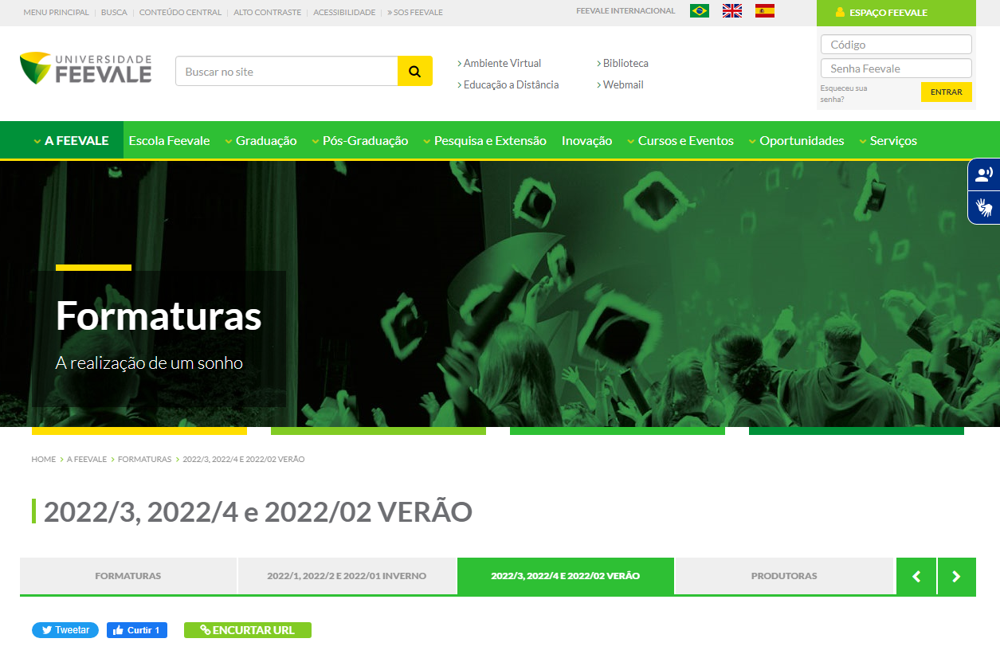 MENU PRINCIPAL | BUSCA | CONTEÚDO CENTRAL | ALTO CONTRASTE | ACESSIBILIDADE | » SOS FEEVALE
FEEVALE INTERNACIONAL
ESPAÇO FEEVALE
UNIVERSIDADE
FEEVALE
Buscar no site
Ambiente Virtual
Biblioteca
Educação a Distância
Webmail
Código
Senha Feevale
Esqueceu sua
senha?
ENTRAR
A FEEVALE Escola Feevale Graduação Pós-Graduação Pesquisa e Extensão Inovação Cursos e Eventos Oportunidades Serviços
Formaturas
A realização de um sonho
HOME > A FEEVALE > FORMATURAS > 2022/3, 2022/4 E 2022/02 VERÃO
2022/3, 2022/4 e 2022/02 VERÃO
FORMATURAS
2022/1, 2022/2 E 2022/01 INVERNO
2022/3, 2022/4 E 2022/02 VERÃO
PRODUTORAS
Tweetar
Curtir 1
ENCURTAR URL